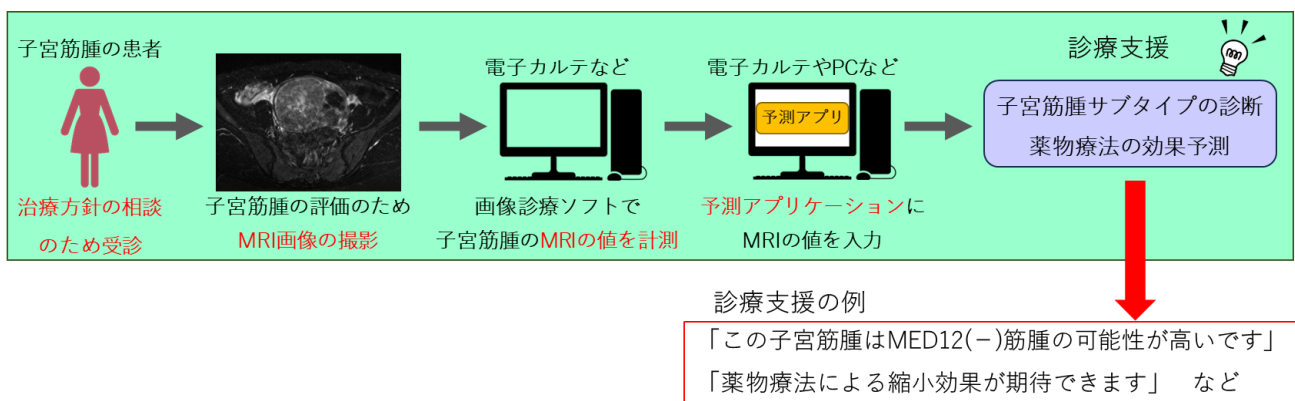 子宮筋腫の患者
治療方針の相談
のため受診
子宮筋腫の評価のため
MRI画像の撮影
電子カルテなど
画像診療ソフトで
子宮筋腫のMRIの値を計測
電子カルテやPCなど
予測アプリ
予測アプリケーションに
MRIの値を入力
診療支援
子宮筋腫サブタイプの診断
薬物療法の効果予測
診療支援の例
「この子宮筋腫はMED12(−)筋腫の可能性が高いです」
「薬物療法による縮小効果が期待できます」　など